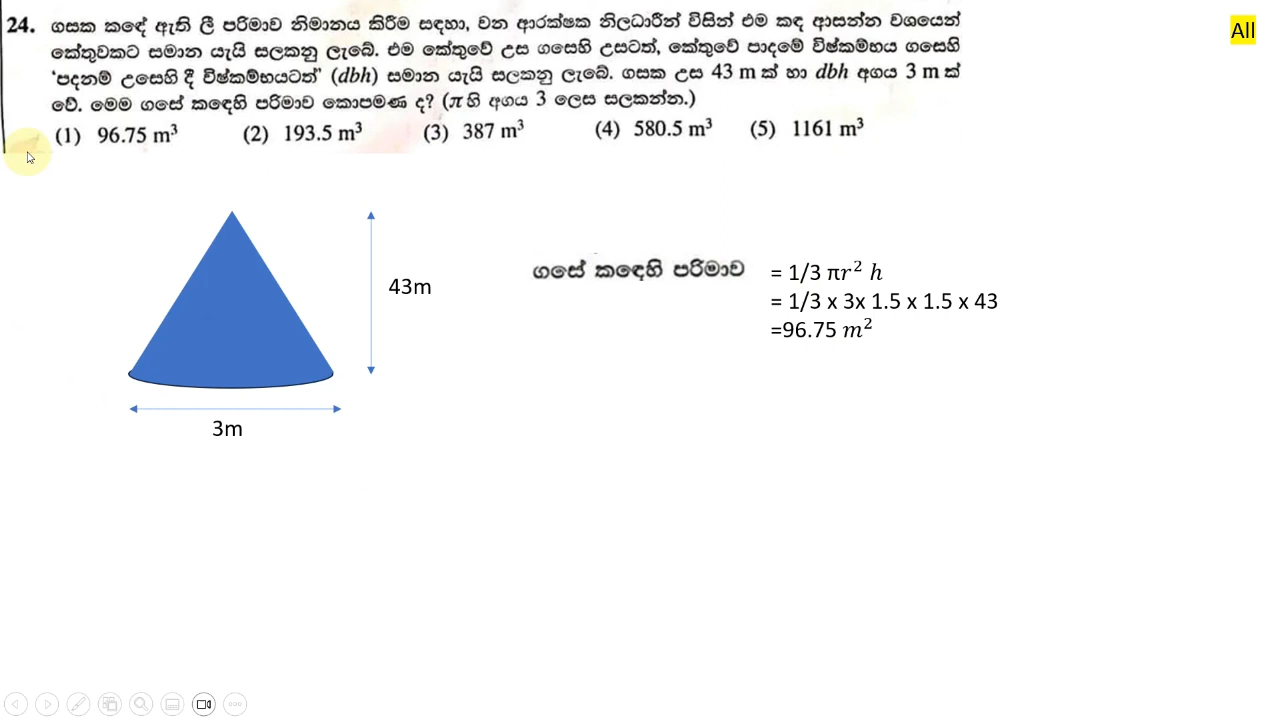 24. ගසක කඳේ ඇති ලී පරිමාව නිමානය කිරීම සඳහා, වන ආරක්ෂක නිලධාරීන් විසින් එම කඳ ආසන්න වශයෙන්
කේතුවකට සමාන යැයි සලකනු ලැබේ. එම කේතුවේ උස ගසෙහි උසටත්, කේතුවේ පාදමේ විෂ්කම්භය ගසෙහි
‘පදනම් උසෙහි දී විෂ්කම්භයටත්’ (dbh) සමාන යැයි සලකනු ලැබේ. ගසක උස 43 m ක් හා dbh අගය 3 m ක්
වේ. මෙම ගසේ කඳෙහි පරිමාව කොපමණ ද? (π හි අගය 3 ලෙස සලකන්න.)
(1) 96.75 m³ (2) 193.5 m³ (3) 387 m³ (4) 580.5 m³ (5) 1161 m³
All
43m
3m
ගසේ කඳෙහි පරිමාව = 1/3 πr² h
= 1/3 x 3x 1.5 x 1.5 x 43
=96.75 m²